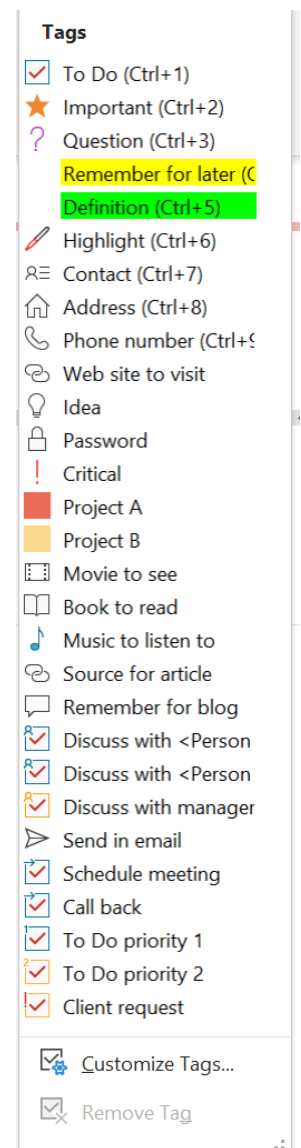 Tags
To Do (Ctrl+1)
Important (Ctrl+2)
Question (Ctrl+3)
Remember for later (C
Definition (Ctrl+5)
Highlight (Ctrl+6)
Contact (Ctrl+7)
Address (Ctrl+8)
Phone number (Ctrl+9
Web site to visit
Idea
Password
Critical
Project A
Project B
Movie to see
Book to read
Music to listen to
Source for article
Remember for blog
Discuss with <Person
Discuss with <Person
Discuss with manager
Send in email
Schedule meeting
Call back
To Do priority 1
To Do priority 2
Client request
Customize Tags...
Remove Tag